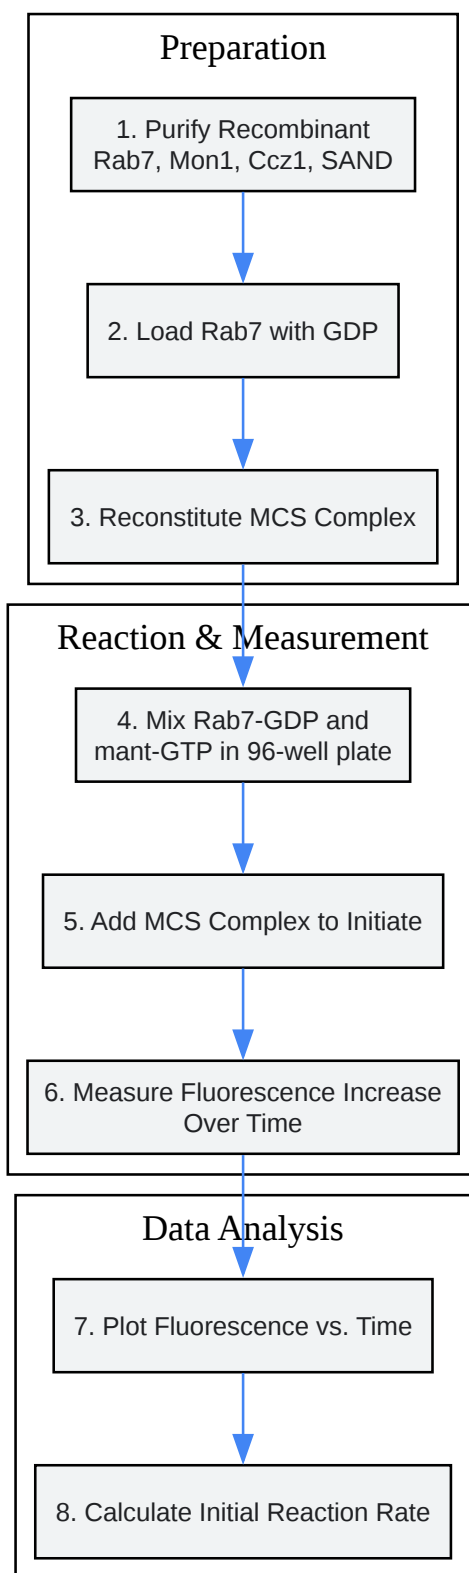 Preparation
1. Purify Recombinant
Rab7, Mon1, Ccz1, SAND
2. Load Rab7 with GDP
3. Reconstitute MCS Complex
Reaction & Measurement
4. Mix Rab7-GDP and
mant-GTP in 96-well plate
5. Add MCS Complex to Initiate
6. Measure Fluorescence Increase
Over Time
Data Analysis
7. Plot Fluorescence vs. Time
8. Calculate Initial Reaction Rate